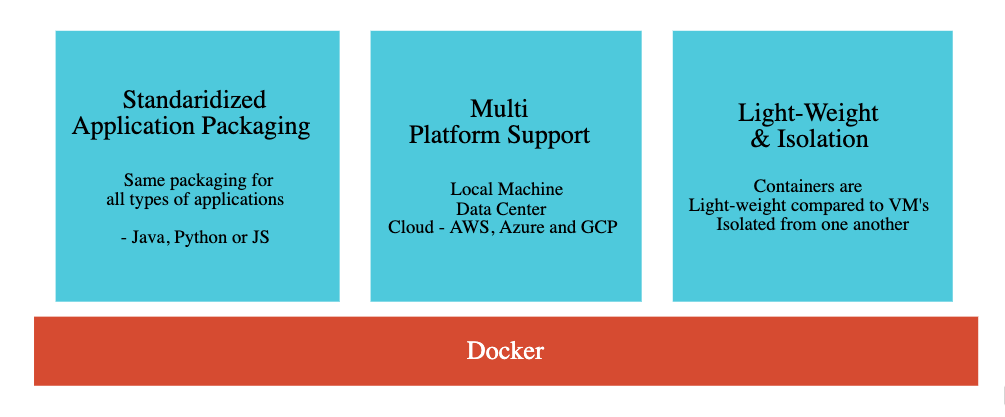 Standaridized
Application Packaging
Same packaging for
all types of applications
- Java, Python or JS
Multi
Platform Support
Local Machine
Data Center
Cloud - AWS, Azure and GCP
Light-Weight
& Isolation
Containers are
Light-weight compared to VM's
Isolated from one another
Docker